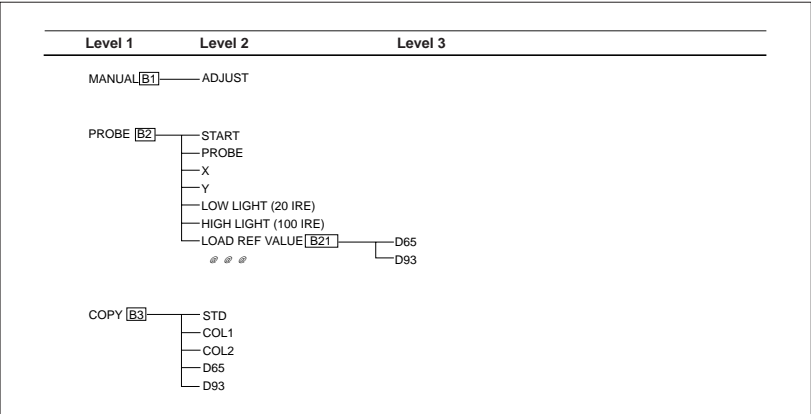 Level 1 Level 2 Level 3
MANUAL B1 ADJUST
PROBE B2 START
PROBE
X
Y
LOW LIGHT (20 IRE)
HIGH LIGHT (100 IRE)
LOAD REF VALUE B21 D65
@ @ @ D93
COPY B3 STD
COL1
COL2
D65
D93